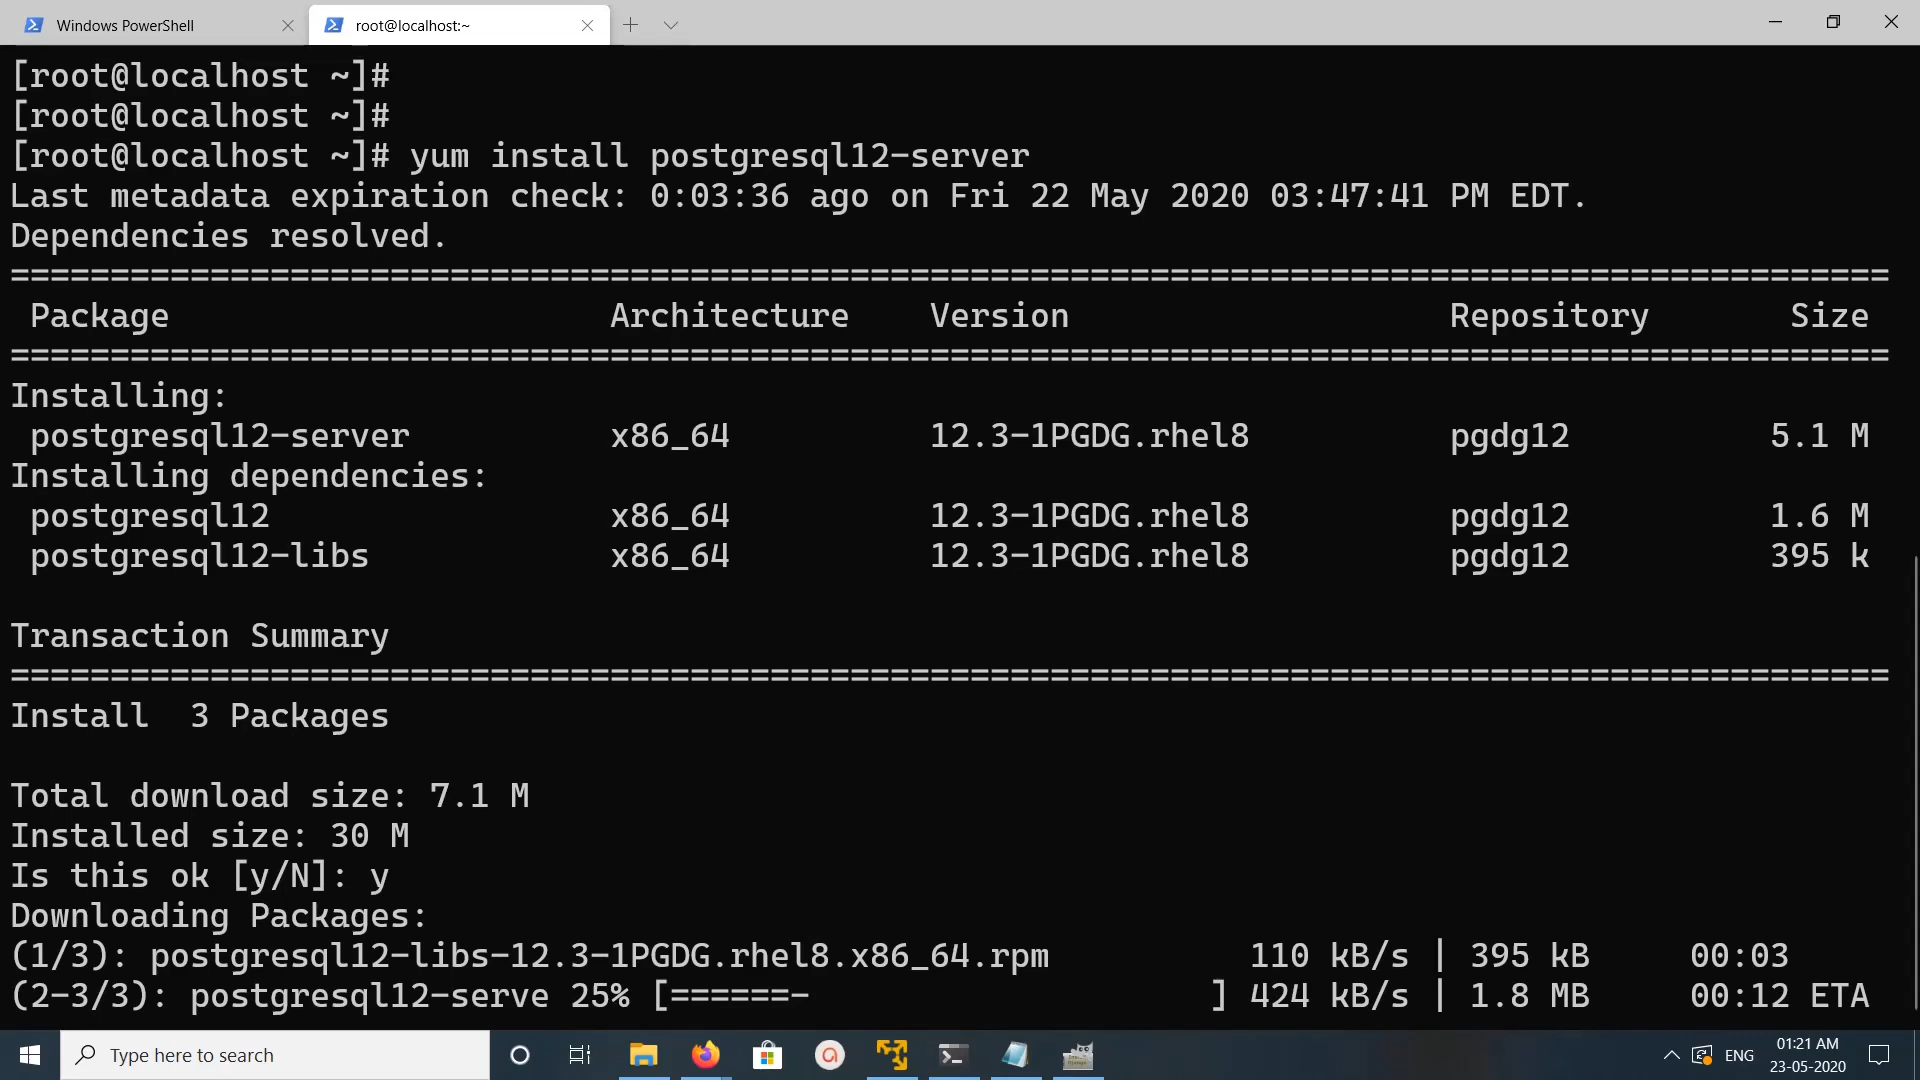 Windows PowerShell
root@localhost:~
[root@localhost ~]#
[root@localhost ~]#
[root@localhost ~]# yum install postgresql12-server
Last metadata expiration check: 0:03:36 ago on Fri 22 May 2020 03:47:41 PM EDT.
Dependencies resolved.
==============================================================================================
Package Architecture Version Repository Size
==============================================================================================
Installing:
postgresql12-server x86_64 12.3-1PGDG.rhel8 pgdg12 5.1 M
Installing dependencies:
postgresql12 x86_64 12.3-1PGDG.rhel8 pgdg12 1.6 M
postgresql12-libs x86_64 12.3-1PGDG.rhel8 pgdg12 395 k
Transaction Summary
==============================================================================================
Install 3 Packages
Total download size: 7.1 M
Installed size: 30 M
Is this ok [y/N]: y
Downloading Packages:
(1/3): postgresql12-libs-12.3-1PGDG.rhel8.x86_64.rpm 110 kB/s | 395 kB 00:03
(2-3/3): postgresql12-serve 25% [======- ] 424 kB/s | 1.8 MB 00:12 ETA
Type here to search
ENG
01:21 AM
23-05-2020